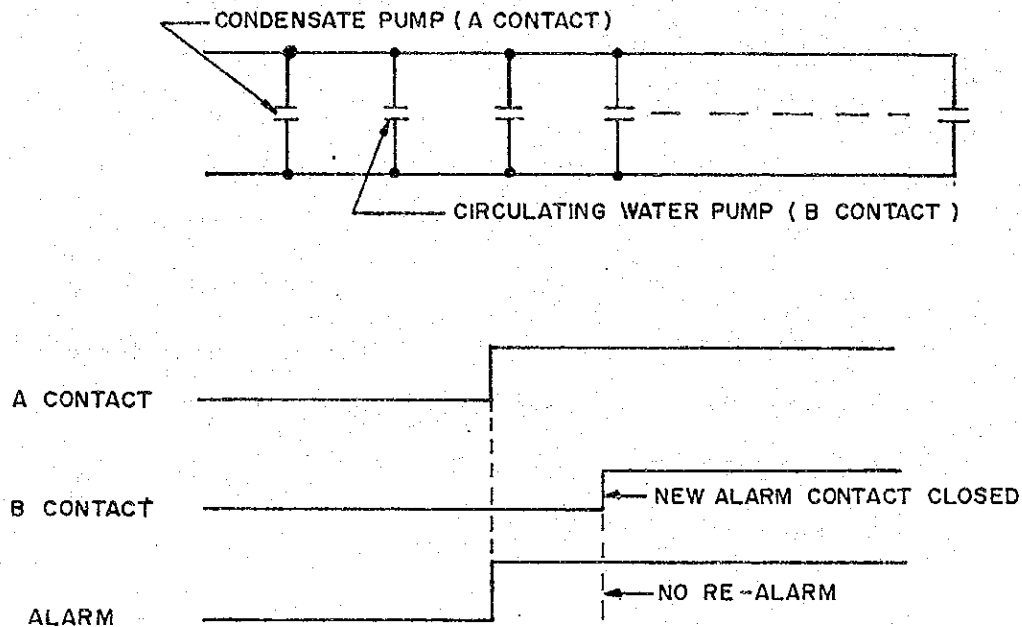 CONDENSATE PUMP (A CONTACT)
CIRCULATING WATER PUMP (B CONTACT)
A CONTACT
B CONTACT
NEW ALARM CONTACT CLOSED
NO RE-ALARM
ALARM